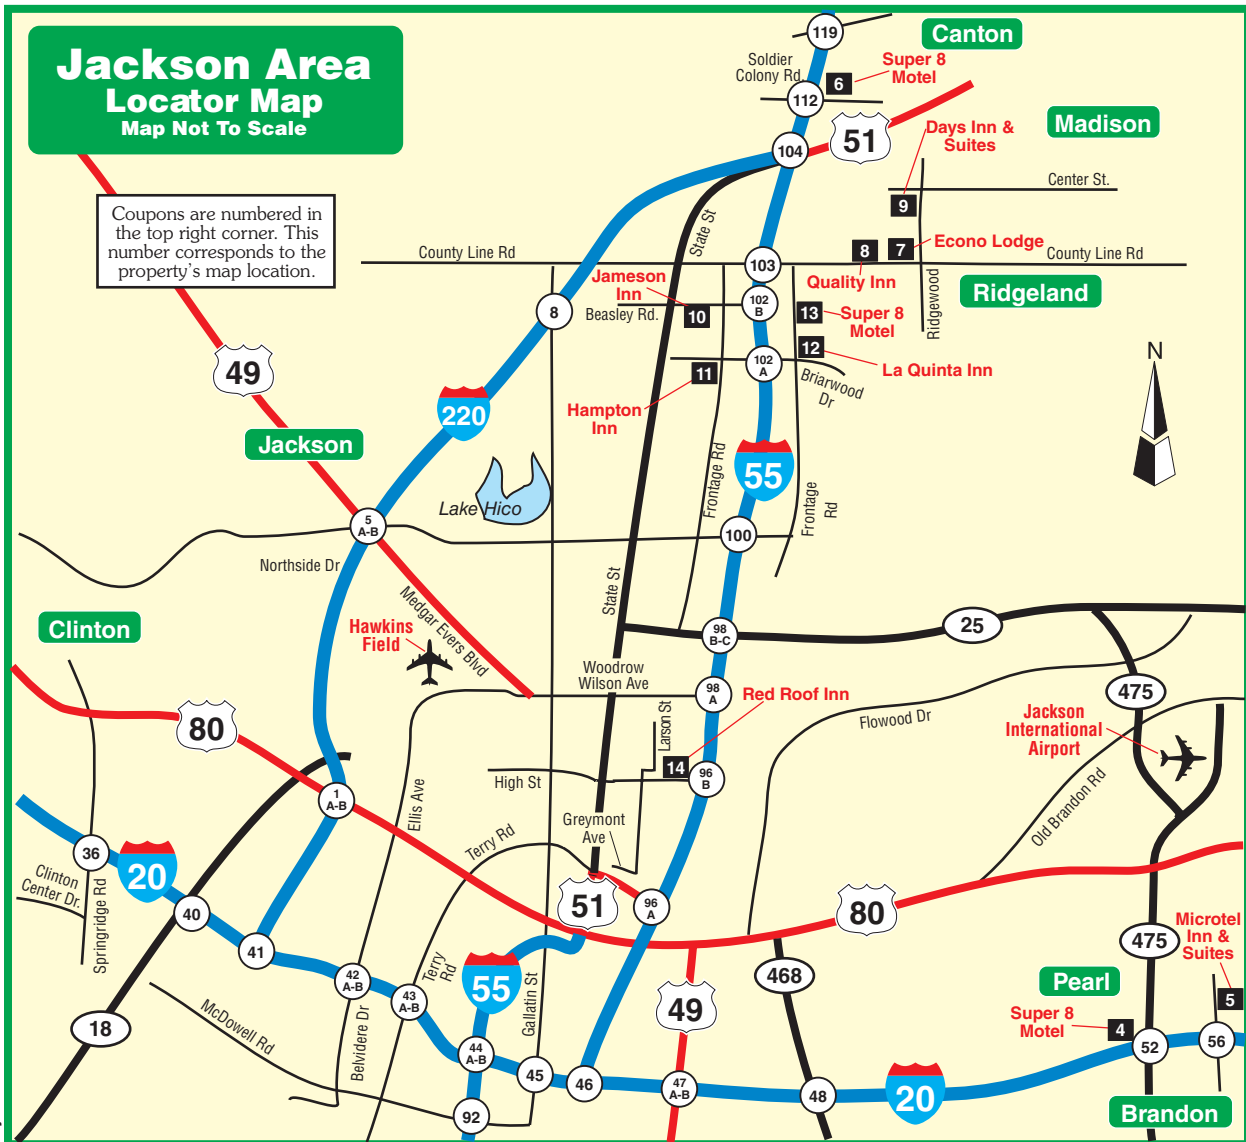 Jackson Area
Locator Map
Map Not To Scale
Coupons are numbered in
the top right corner. This
number corresponds to the
property's map location.
119
Canton
Soldier
Colony Rd
6
Super 8
Motel
112
51
Madison
104
Days Inn &
Suites
Center St.
9
State St
County Line Rd
103
8
7
Econo Lodge
County Line Rd
Quality Inn
Ridgewood
Ridgeland
Jameson
Inn
8
Beasley Rd.
10
102
B
13
Super 8
Motel
12
La Quinta Inn
102
A
11
Briarwood
Dr
Hampton
Inn
N
49
220
Jackson
55
Frontage Rd
Frontage
Rd
Lake Hico
5
A-B
100
Northside Dr
Medgar Evers Blvd
State St
Clinton
Hawkins
Field
98
B-C
25
Woodrow
Wilson Ave
98
A
Red Roof Inn
475
80
Larson St
Flowood Dr
Jackson
International
Airport
14
96
B
High St
1
A-B
Ellis Ave
Greymont
Ave
Terry Rd
Old Brandon Rd
36
20
Clinton
Center Dr.
Springridge Rd
40
51
96
A
80
Microtel
Inn &
Suites
41
475
42
A-B
Terry
Rd
43
A-B
55
Gallatin St
49
468
Pearl
5
Super 8
Motel
4
18
McDowell Rd
Belvidere Dr
44
A-B
45
46
47
A-B
48
20
52
56
92
Brandon